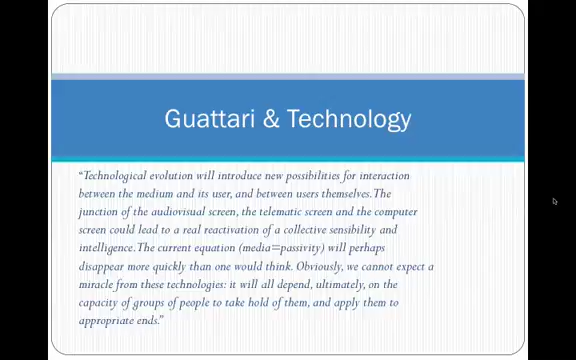 Guattari & Technology
“Technological evolution will introduce new possibilities for interaction
between the medium and its user, and between users themselves.The
junction of the audiovisual screen, the telematic screen and the computer
screen could lead to a real reactivation of a collective sensibility and
intelligence.The current equation (media=passivity) will perhaps
disappear more quickly than one would think. Obviously, we cannot expect a
miracle from these technologies: it will all depend, ultimately, on the
capacity of groups of people to take hold of them, and apply them to
appropriate ends.”